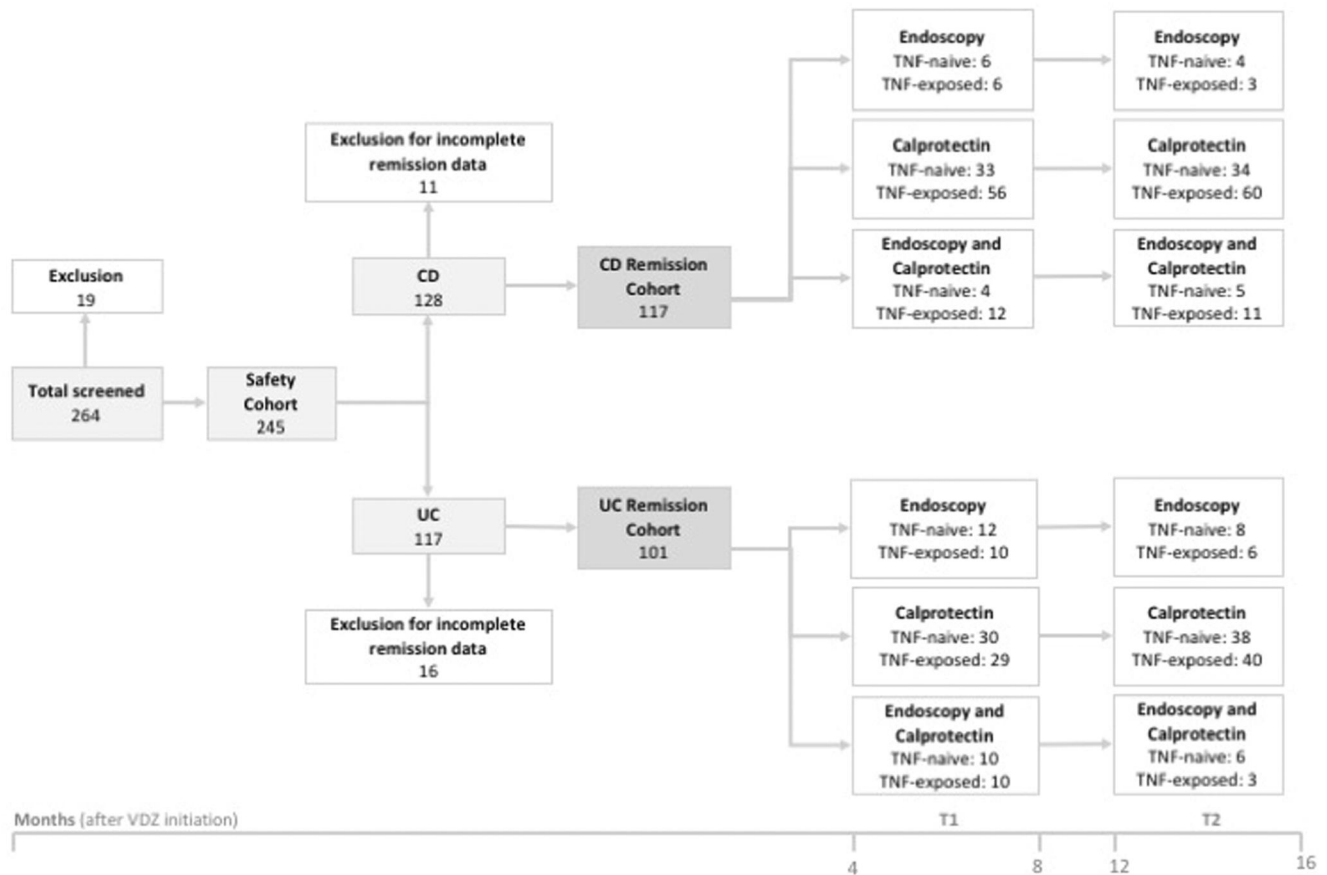 Total screened
264
Exclusion
19
Safety
Cohort
245
CD
128
Exclusion for incomplete
remission data
11
CD Remission
Cohort
117
Endoscopy
TNF-naive: 6
TNF-exposed: 6
Endoscopy
TNF-naive: 4
TNF-exposed: 3
Calprotectin
TNF-naive: 33
TNF-exposed: 56
Calprotectin
TNF-naive: 34
TNF-exposed: 60
Endoscopy and
Calprotectin
TNF-naive: 4
TNF-exposed: 12
Endoscopy and
Calprotectin
TNF-naive: 5
TNF-exposed: 11
UC
117
Exclusion for incomplete
remission data
16
UC Remission
Cohort
101
Endoscopy
TNF-naive: 12
TNF-exposed: 10
Endoscopy
TNF-naive: 8
TNF-exposed: 6
Calprotectin
TNF-naive: 30
TNF-exposed: 29
Calprotectin
TNF-naive: 38
TNF-exposed: 40
Endoscopy and
Calprotectin
TNF-naive: 10
TNF-exposed: 10
Endoscopy and
Calprotectin
TNF-naive: 6
TNF-exposed: 3
Months (after VDZ initiation)
T1
T2
4
8
12
16